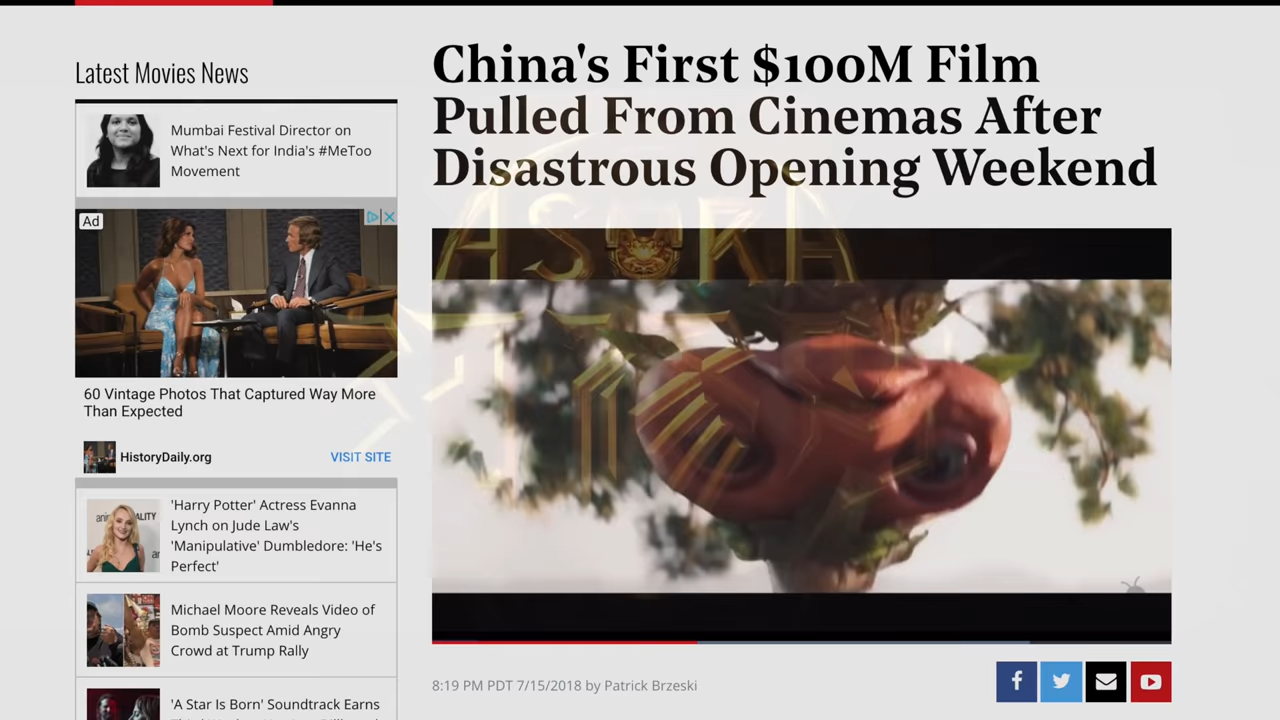 Latest Movies News
Mumbai Festival Director on
What's Next for India's #MeToo
Movement
Ad
60 Vintage Photos That Captured Way More
Than Expected
HistoryDaily.org
VISIT SITE
'Harry Potter' Actress Evanna
Lynch on Jude Law's
'Manipulative' Dumbledore: 'He's
Perfect'
Michael Moore Reveals Video of
Bomb Suspect Amid Angry
Crowd at Trump Rally
'A Star Is Born' Soundtrack Earns
China's First $100M Film
Pulled From Cinemas After
Disastrous Opening Weekend
ASURA
8:19 PM PDT 7/15/2018 by Patrick Brzeski